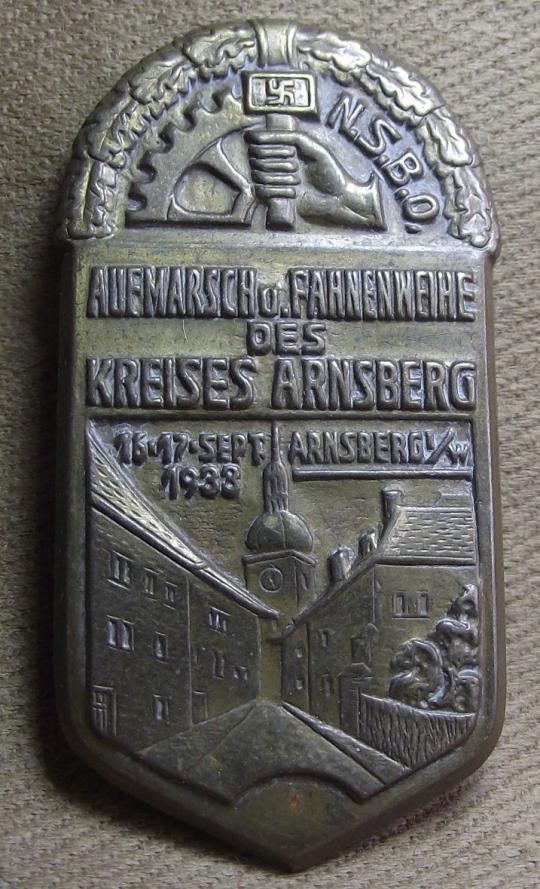 N.S.B.O.
AUFMARSCH u. FAHNENWEIHE
DES
KREISES ARNSBERG
16·17·SEPT. ARNSBERG i/W
1933